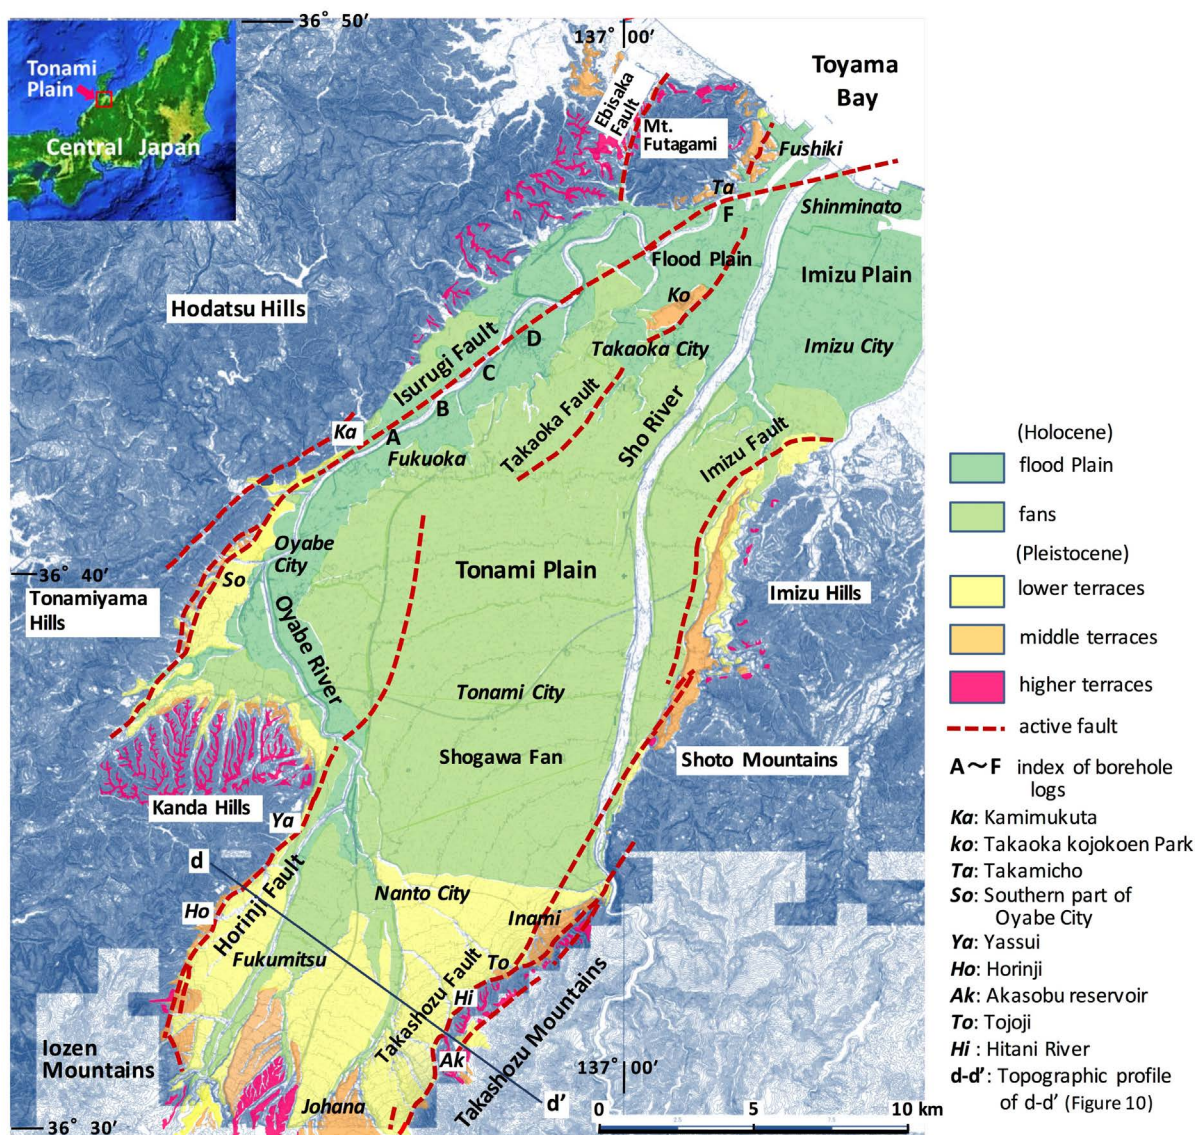 36° 50’
137° 00’
Toyama
Bay
Tonami
Plain
Central Japan
Ebisaka
Fault
Mt.
Futagami
Fushiki
Ta
F
Shinminato
Flood Plain
Imizu Plain
Hodatsu Hills
Ko
Isurugi Fault
D
Takaoka City
Imizu City
C
B
Takaoka Fault
Sho River
Ka
A
Fukuoka
Imizu Fault
Oyabe
City
Tonami Plain
36° 40’
So
Tonamiyama
Hills
Imizu Hills
Oyabe River
Tonami City
Shogawa Fan
Shoto Mountains
Kanda Hills
Ya
d
Nanto City
Ho
Horinji Fault
Inami
Fukumitsu
To
Takashozu Fault
Hi
Takashozu Mountains
Iozen
Mountains
Ak
137° 00’
Johana
d’
0 5 10 km
2.5 7.5
36° 30’
(Holocene)
flood Plain
fans
(Pleistocene)
lower terraces
middle terraces
higher terraces
active fault
A～F index of borehole
logs
Ka: Kamimukuta
ko: Takaoka kojokoen Park
Ta: Takamicho
So: Southern part of
Oyabe City
Ya: Yassui
Ho: Horinji
Ak: Akasobu reservoir
To: Tojoji
Hi : Hitani River
d-d’: Topographic profile
of d-d’ (Figure 10)